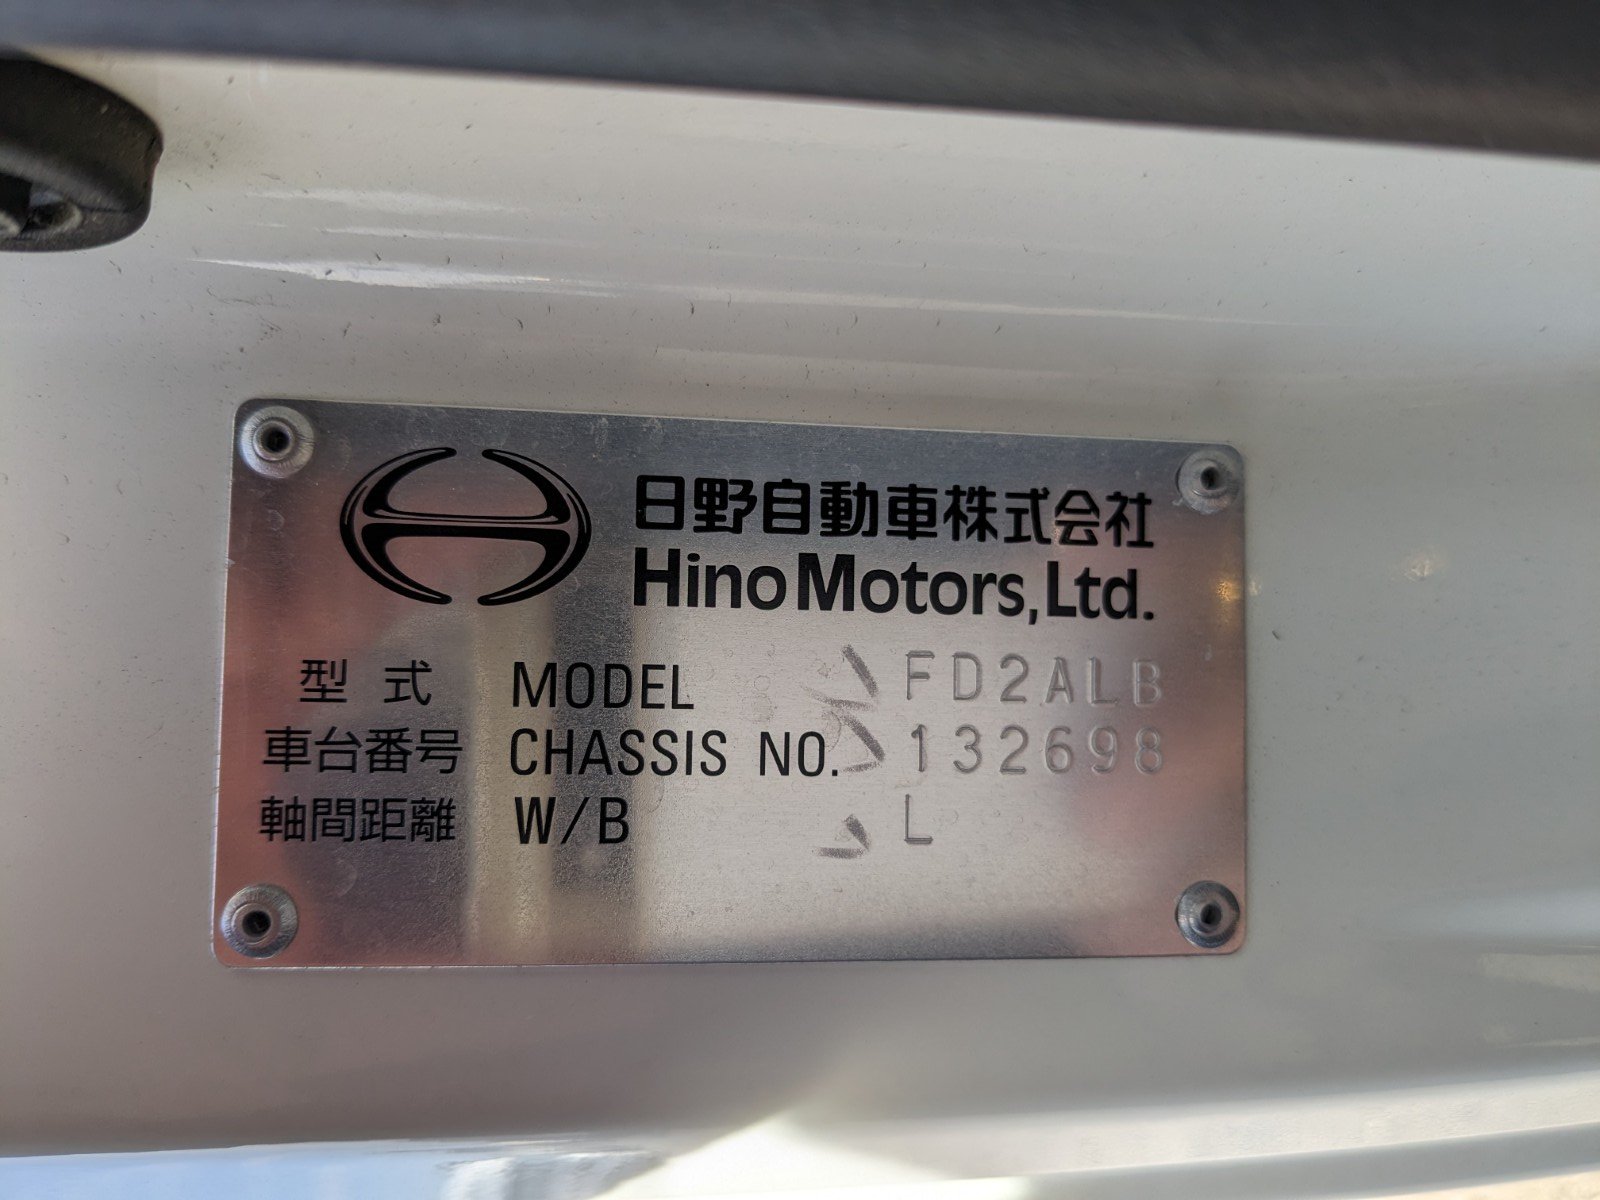 日野自動車株式会社
Hino Motors, Ltd.
型式 MODEL FD2ALB
車台番号 CHASSIS NO. 132698
軸間距離 W/B L